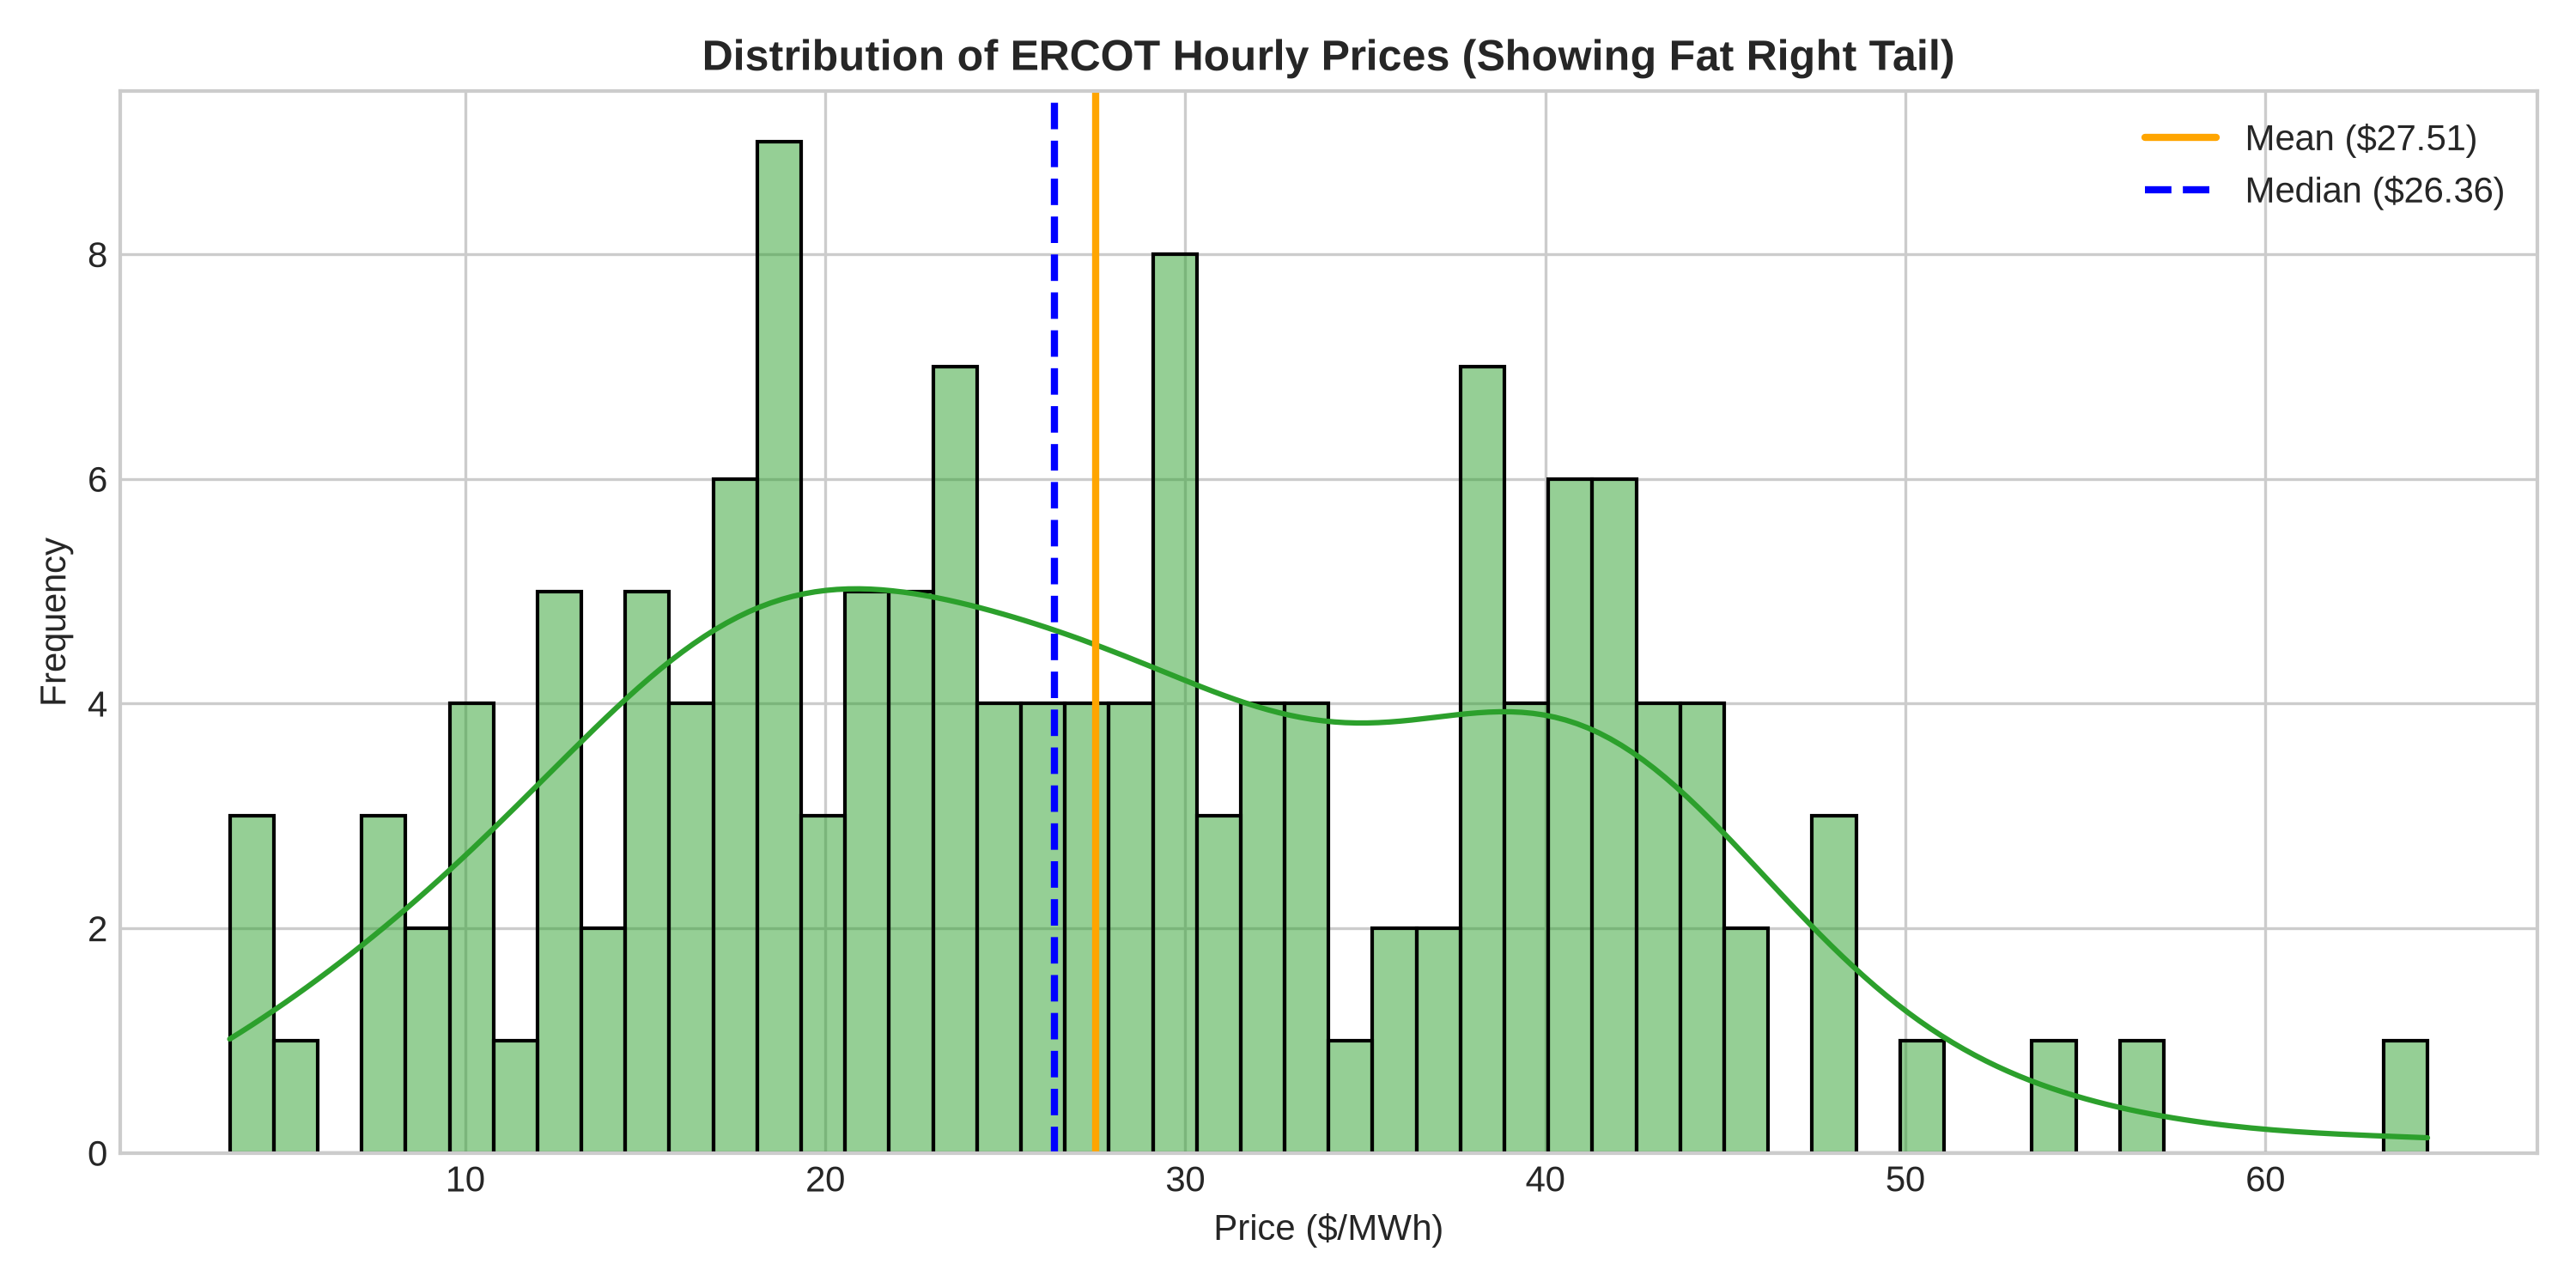 Distribution of ERCOT Hourly Prices (Showing Fat Right Tail)
Mean ($27.51)
Median ($26.36)
Frequency
8
6
4
2
0
10 20 30 40 50 60
Price ($/MWh)